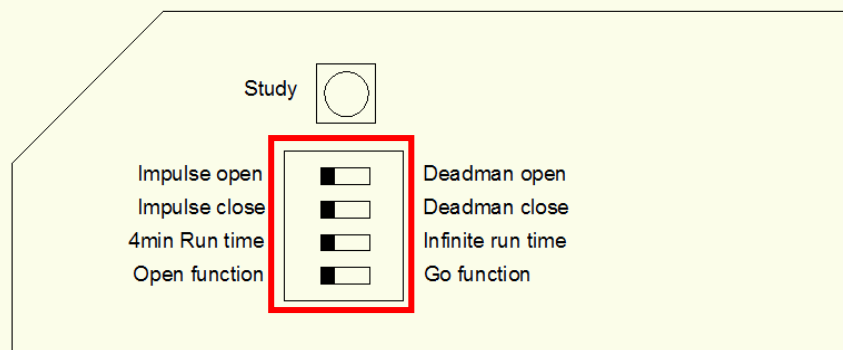 Study
Impulse open Deadman open
Impulse close Deadman close
4min Run time Infinite run time
Open function Go function